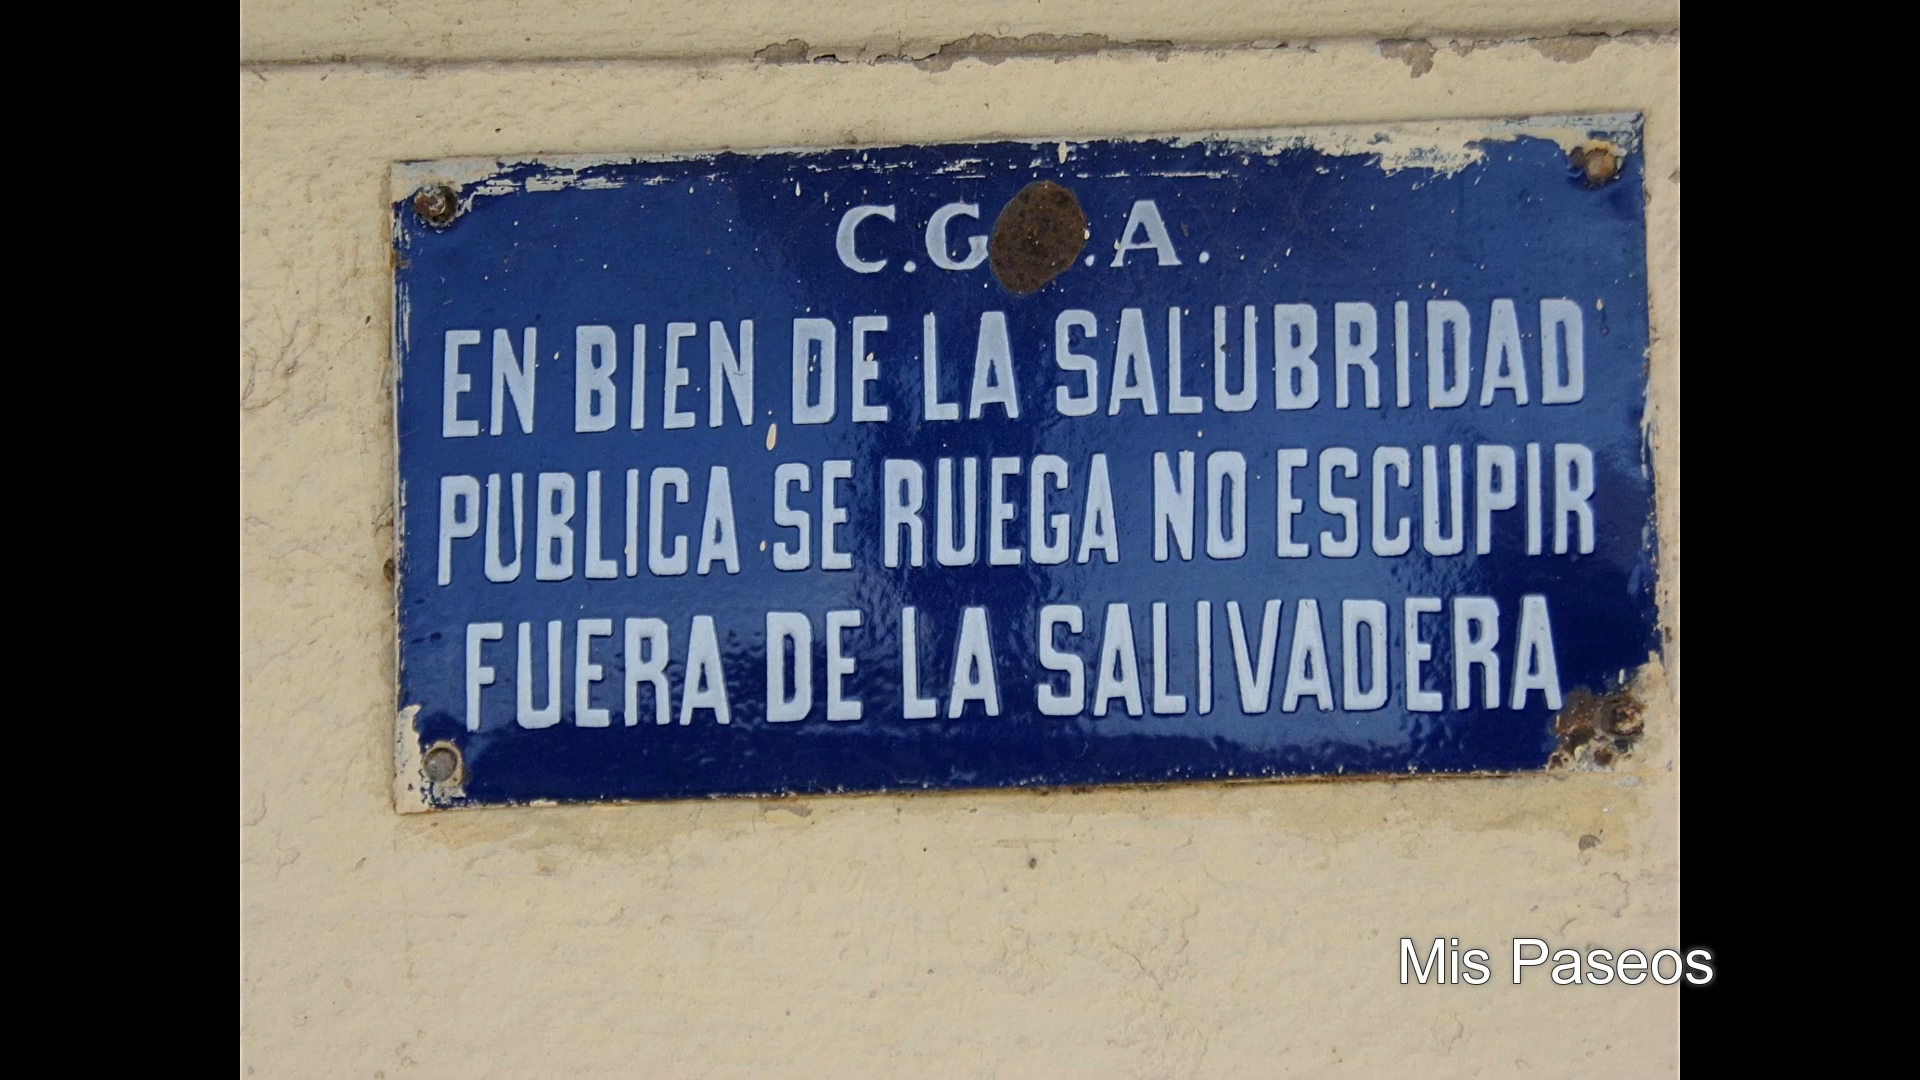 C.G .A.
EN BIEN DE LA SALUBRIDAD
PUBLICA SE RUEGA NO ESCUPIR
FUERA DE LA SALIVADERA
Mis Paseos